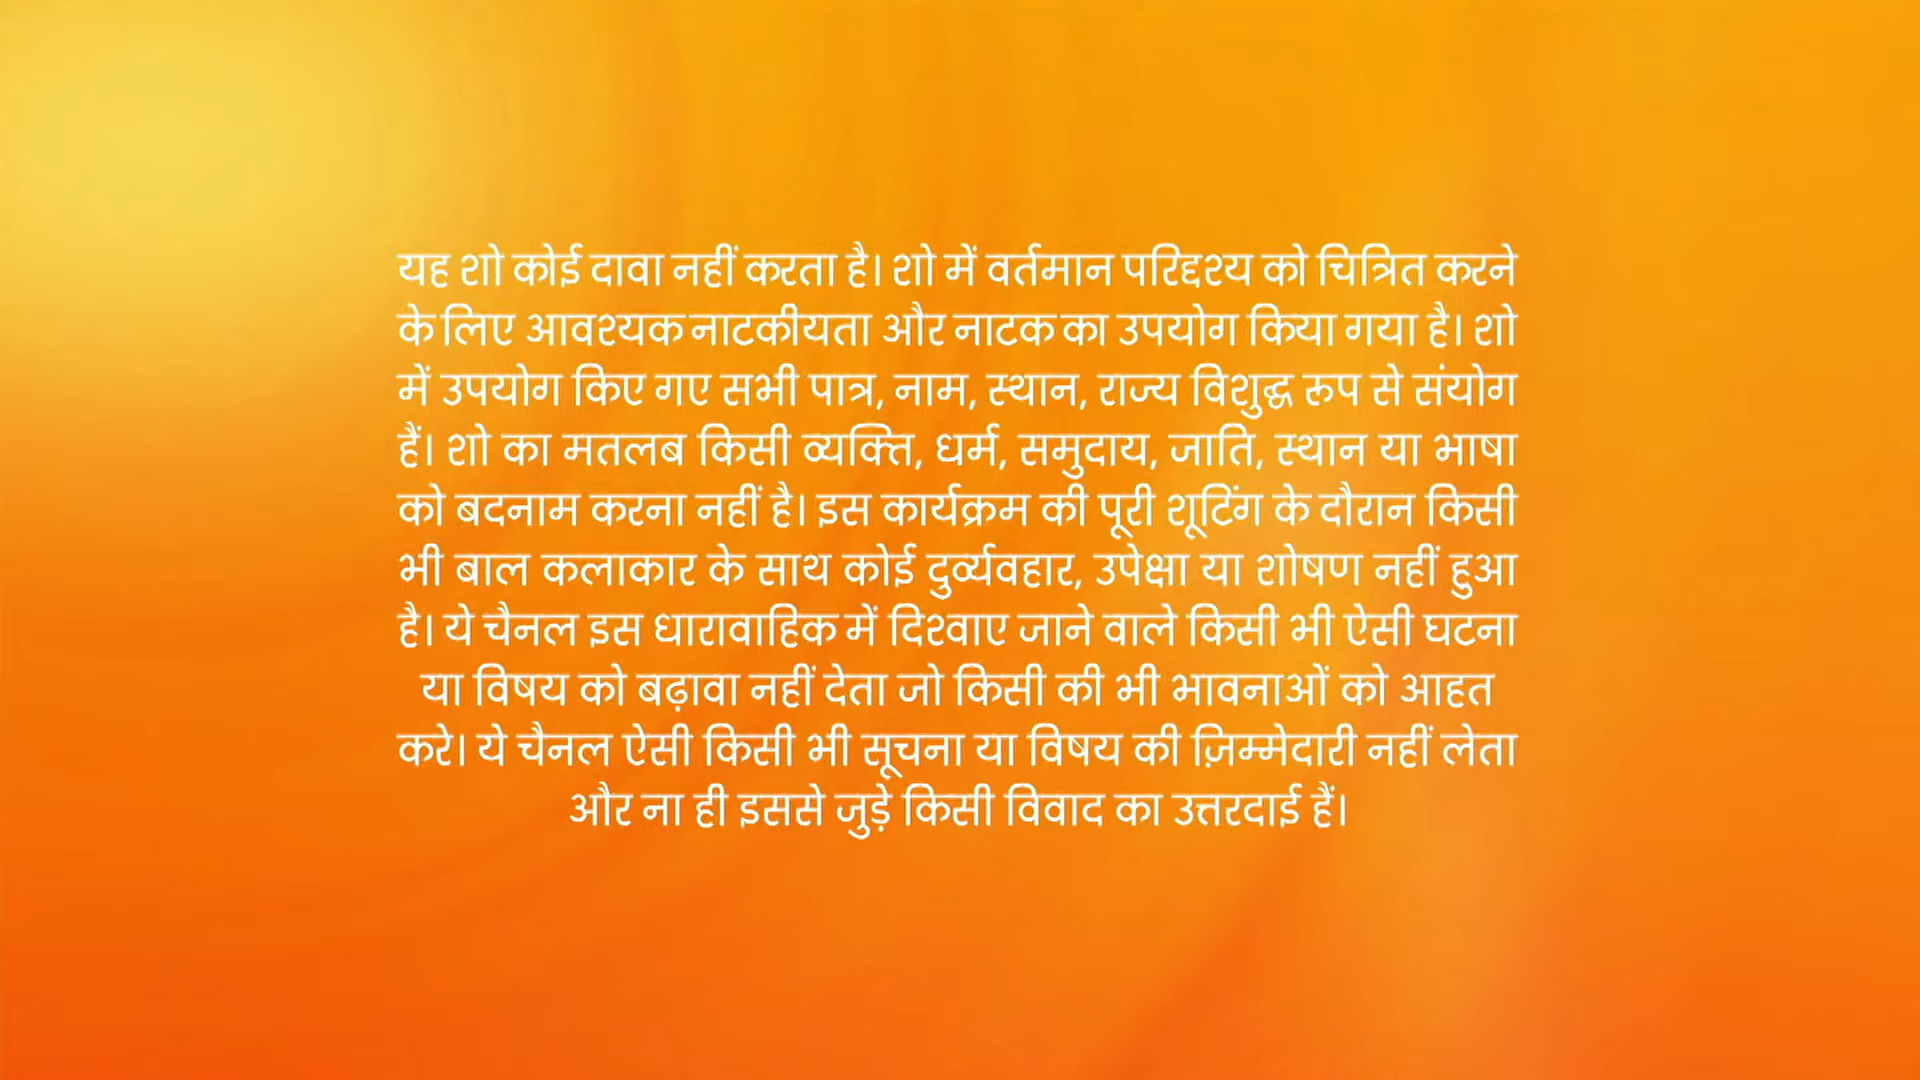 यह शो कोई दावा नहीं करता है। शो में वर्तमान परिदृश्य को चित्रित करने
के लिए आवश्यक नाटकीयता और नाटक का उपयोग किया गया है। शो
में उपयोग किए गए सभी पात्र, नाम, स्थान, राज्य विशुद्ध रुप से संयोग
हैं। शो का मतलब किसी व्यक्ति, धर्म, समुदाय, जाति, स्थान या भाषा
को बदनाम करना नहीं है। इस कार्यक्रम की पूरी शूटिंग के दौरान किसी
भी बाल कलाकार के साथ कोई दुर्व्यवहार, उपेक्षा या शोषण नहीं हुआ
है। ये चैनल इस धारावाहिक में दिखाए जाने वाले किसी भी ऐसी घटना
या विषय को बढ़ावा नहीं देता जो किसी की भी भावनाओं को आहत
करे। ये चैनल ऐसी किसी भी सूचना या विषय की ज़िम्मेदारी नहीं लेता
और ना ही इससे जुड़े किसी विवाद का उत्तरदाई हैं।